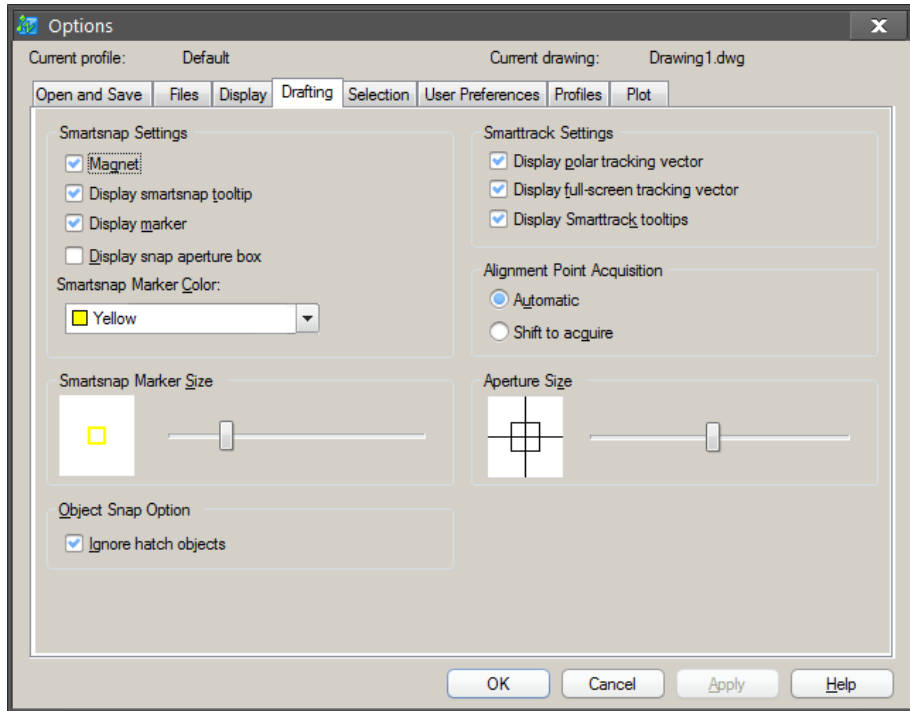 Options
Current profile: Default Current drawing: Drawing1.dwg
Open and Save Files Display Drafting Selection User Preferences Profiles Plot
Smartsnap Settings
Magnet
Display smartsnap tooltip
Display marker
Display snap aperture box
Smartsnap Marker Color:
Yellow
Smarttrack Settings
Display polar tracking vector
Display full-screen tracking vector
Display Smarttrack tooltips
Alignment Point Acquisition
Automatic
Shift to acquire
Smartsnap Marker Size
Aperture Size
Object Snap Option
Ignore hatch objects
OK Cancel Apply Help